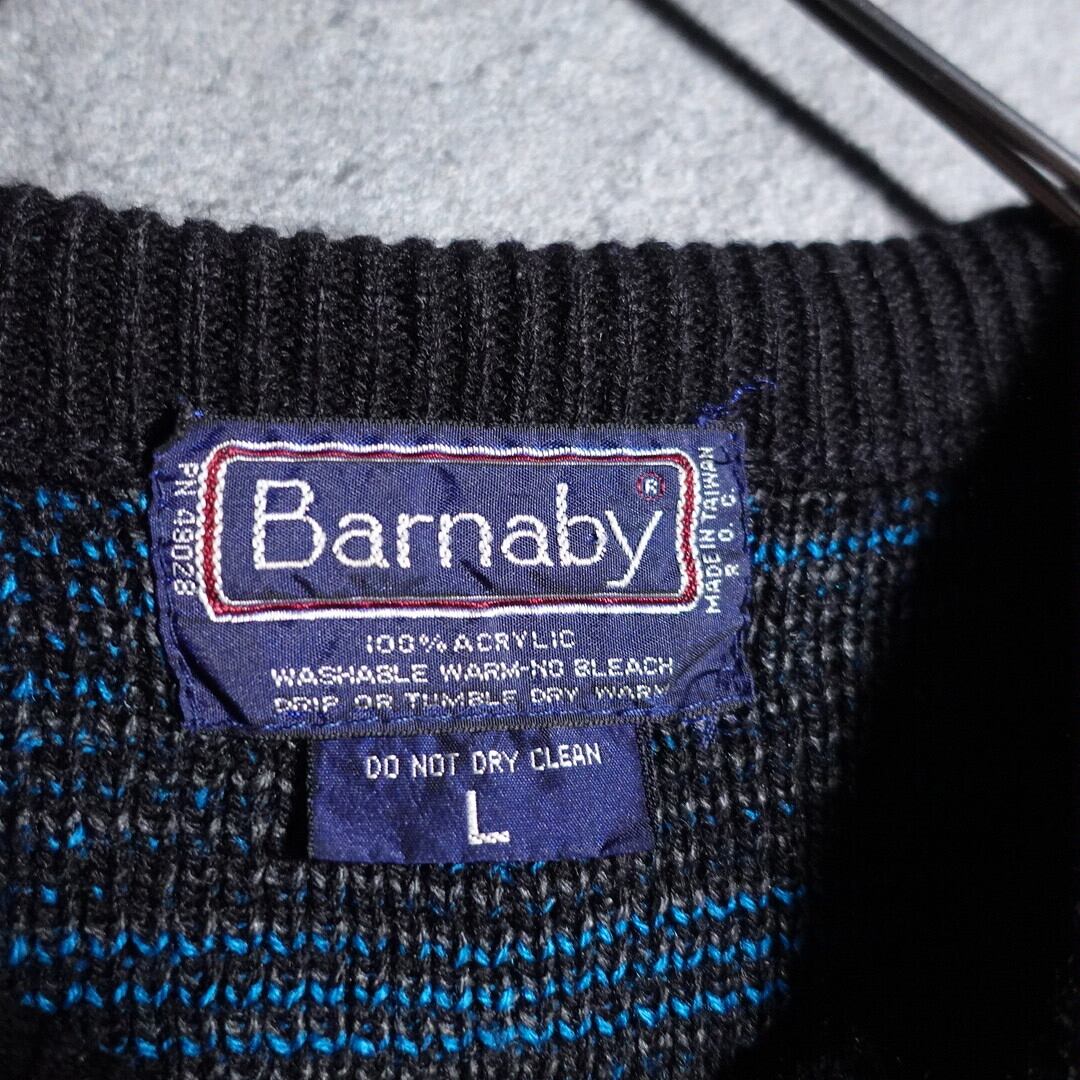 Barnaby®
RN 49028
MADE IN TAIWAN
R. O. C.
100% ACRYLIC
WASHABLE WARM-NO BLEACH
DRIP OR TUMBLE DRY WARM
DO NOT DRY CLEAN
L